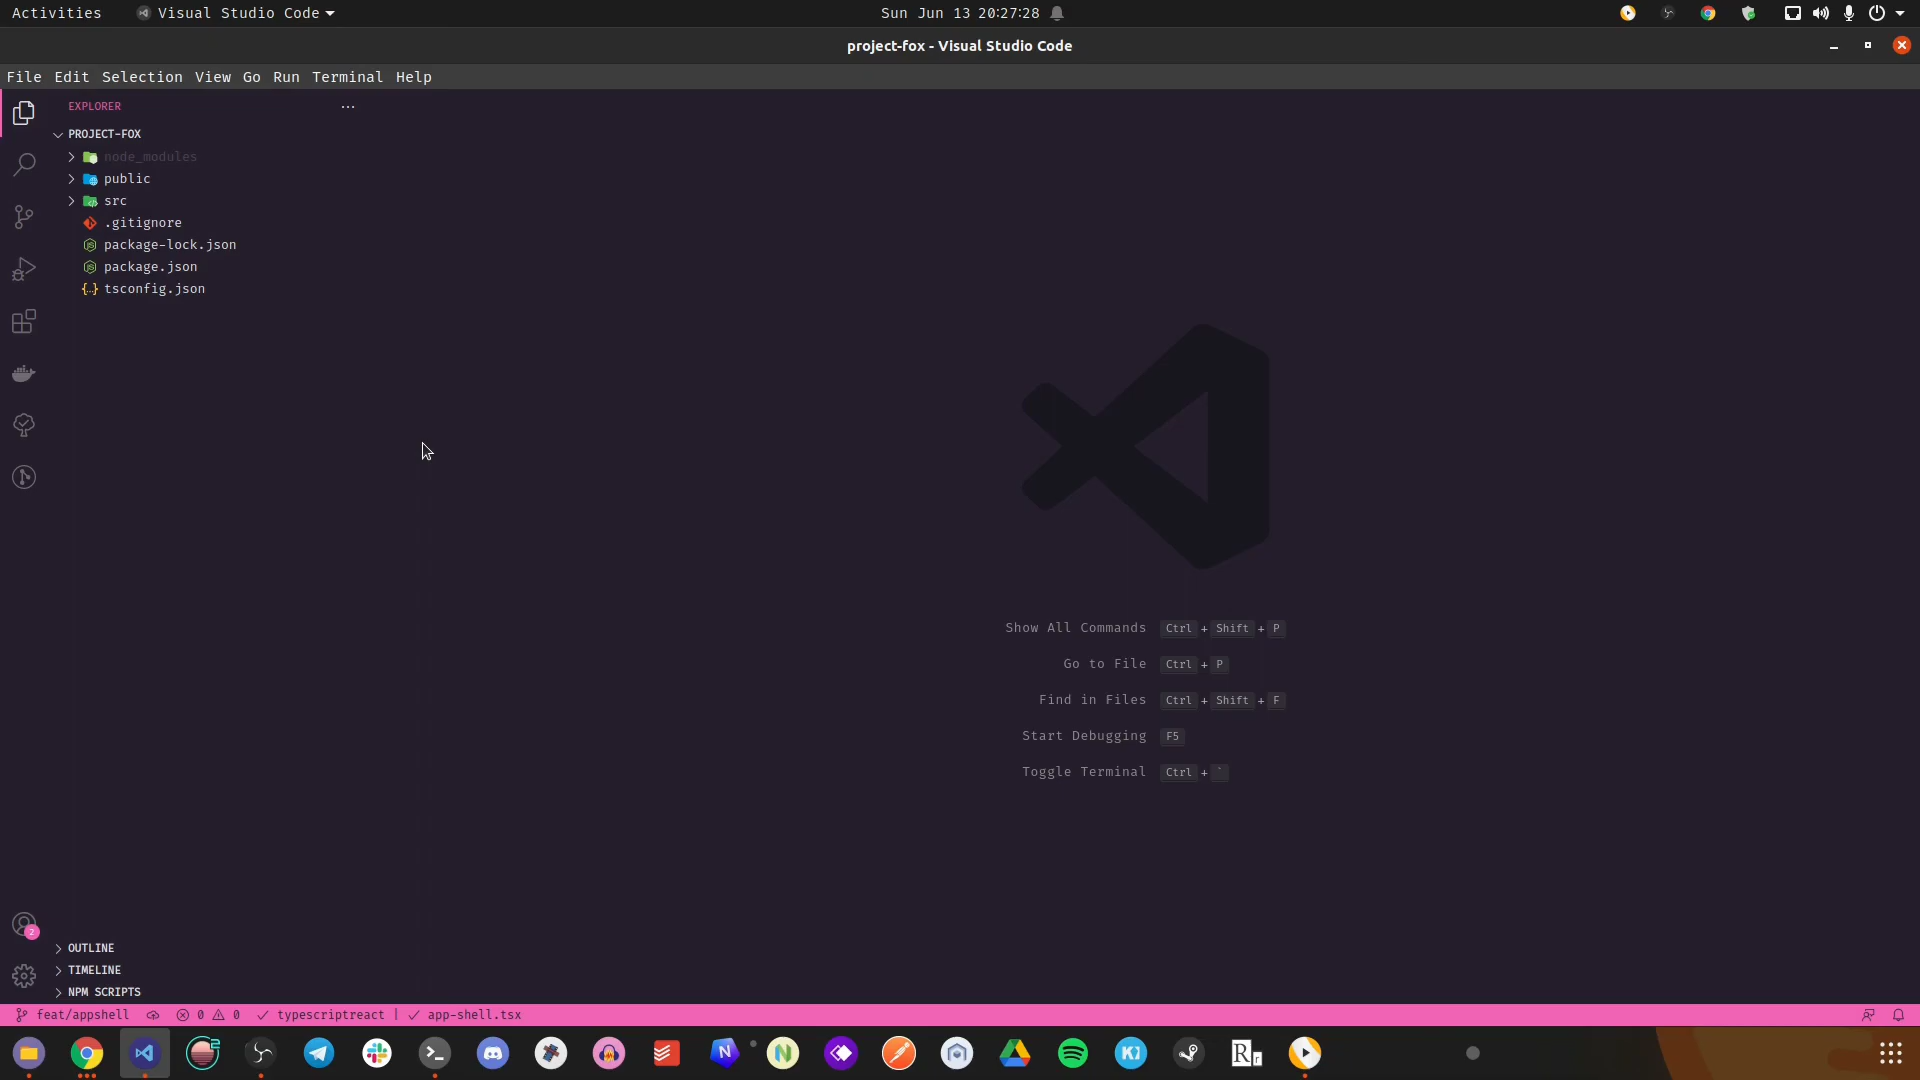 Activities Visual Studio Code Sun Jun 13 20:27:28
project-fox - Visual Studio Code
File Edit Selection View Go Run Terminal Help
EXPLORER ...
PROJECT-FOX
node_modules
public
src
.gitignore
package-lock.json
package.json
{..} tsconfig.json
Show All Commands Ctrl + Shift + P
Go to File Ctrl + P
Find in Files Ctrl + Shift + F
Start Debugging F5
Toggle Terminal Ctrl + `
2
OUTLINE
TIMELINE
NPM SCRIPTS
feat/appshell 0 0 typescriptreact | app-shell.tsx
2 N N K Rr